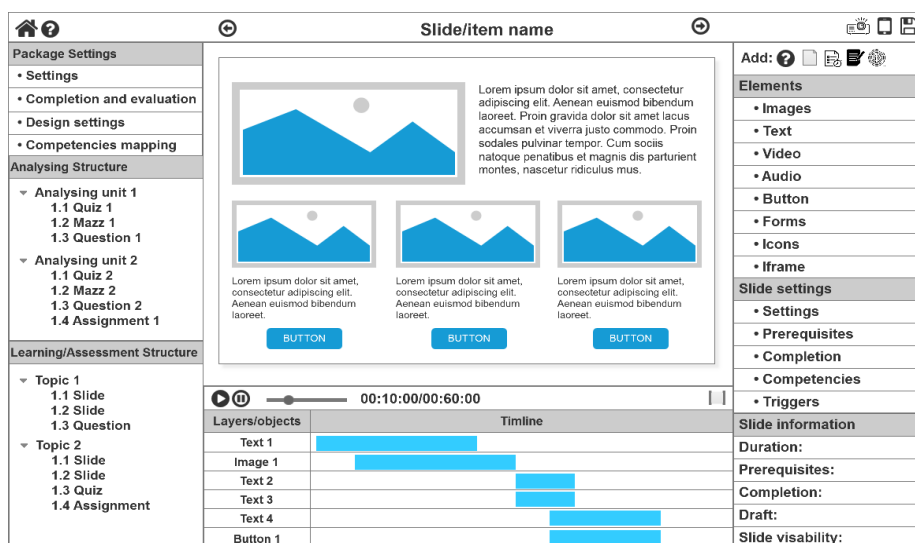 Slide/item name
Package Settings
• Settings
• Completion and evaluation
• Design settings
• Competencies mapping
Analysing Structure
Analysing unit 1
1.1 Quiz 1
1.2 Mazz 1
1.3 Question 1
Analysing unit 2
1.1 Quiz 2
1.2 Mazz 2
1.3 Question 2
1.4 Assignment 1
Learning/Assessment Structure
Topic 1
1.1 Slide
1.2 Slide
1.3 Question
Topic 2
1.1 Slide
1.2 Slide
1.3 Quiz
1.4 Assignment
Lorem ipsum dolor sit amet, consectetur
adipiscing elit. Aenean euismod bibendum
laoreet. Proin gravida dolor sit amet lacus
accumsan et viverra justo commodo. Proin
sodales pulvinar tempor. Cum sociis
natoque penatibus et magnis dis parturient
montes, nascetur ridiculus mus.
Lorem ipsum dolor sit amet,
consectetur adipiscing elit.
Aenean euismod bibendum
laoreet.
BUTTON
Lorem ipsum dolor sit amet,
consectetur adipiscing elit.
Aenean euismod bibendum
laoreet.
BUTTON
Lorem ipsum dolor sit amet,
consectetur adipiscing elit.
Aenean euismod bibendum
laoreet.
BUTTON
00:10:00/00:60:00
Layers/objects Timline
Text 1
Image 1
Text 2
Text 3
Text 4
Button 1
Add:
Elements
• Images
• Text
• Video
• Audio
• Button
• Forms
• Icons
• Iframe
Slide settings
• Settings
• Prerequisites
• Completion
• Competencies
• Triggers
Slide information
Duration:
Prerequisites:
Completion:
Draft:
Slide visability: